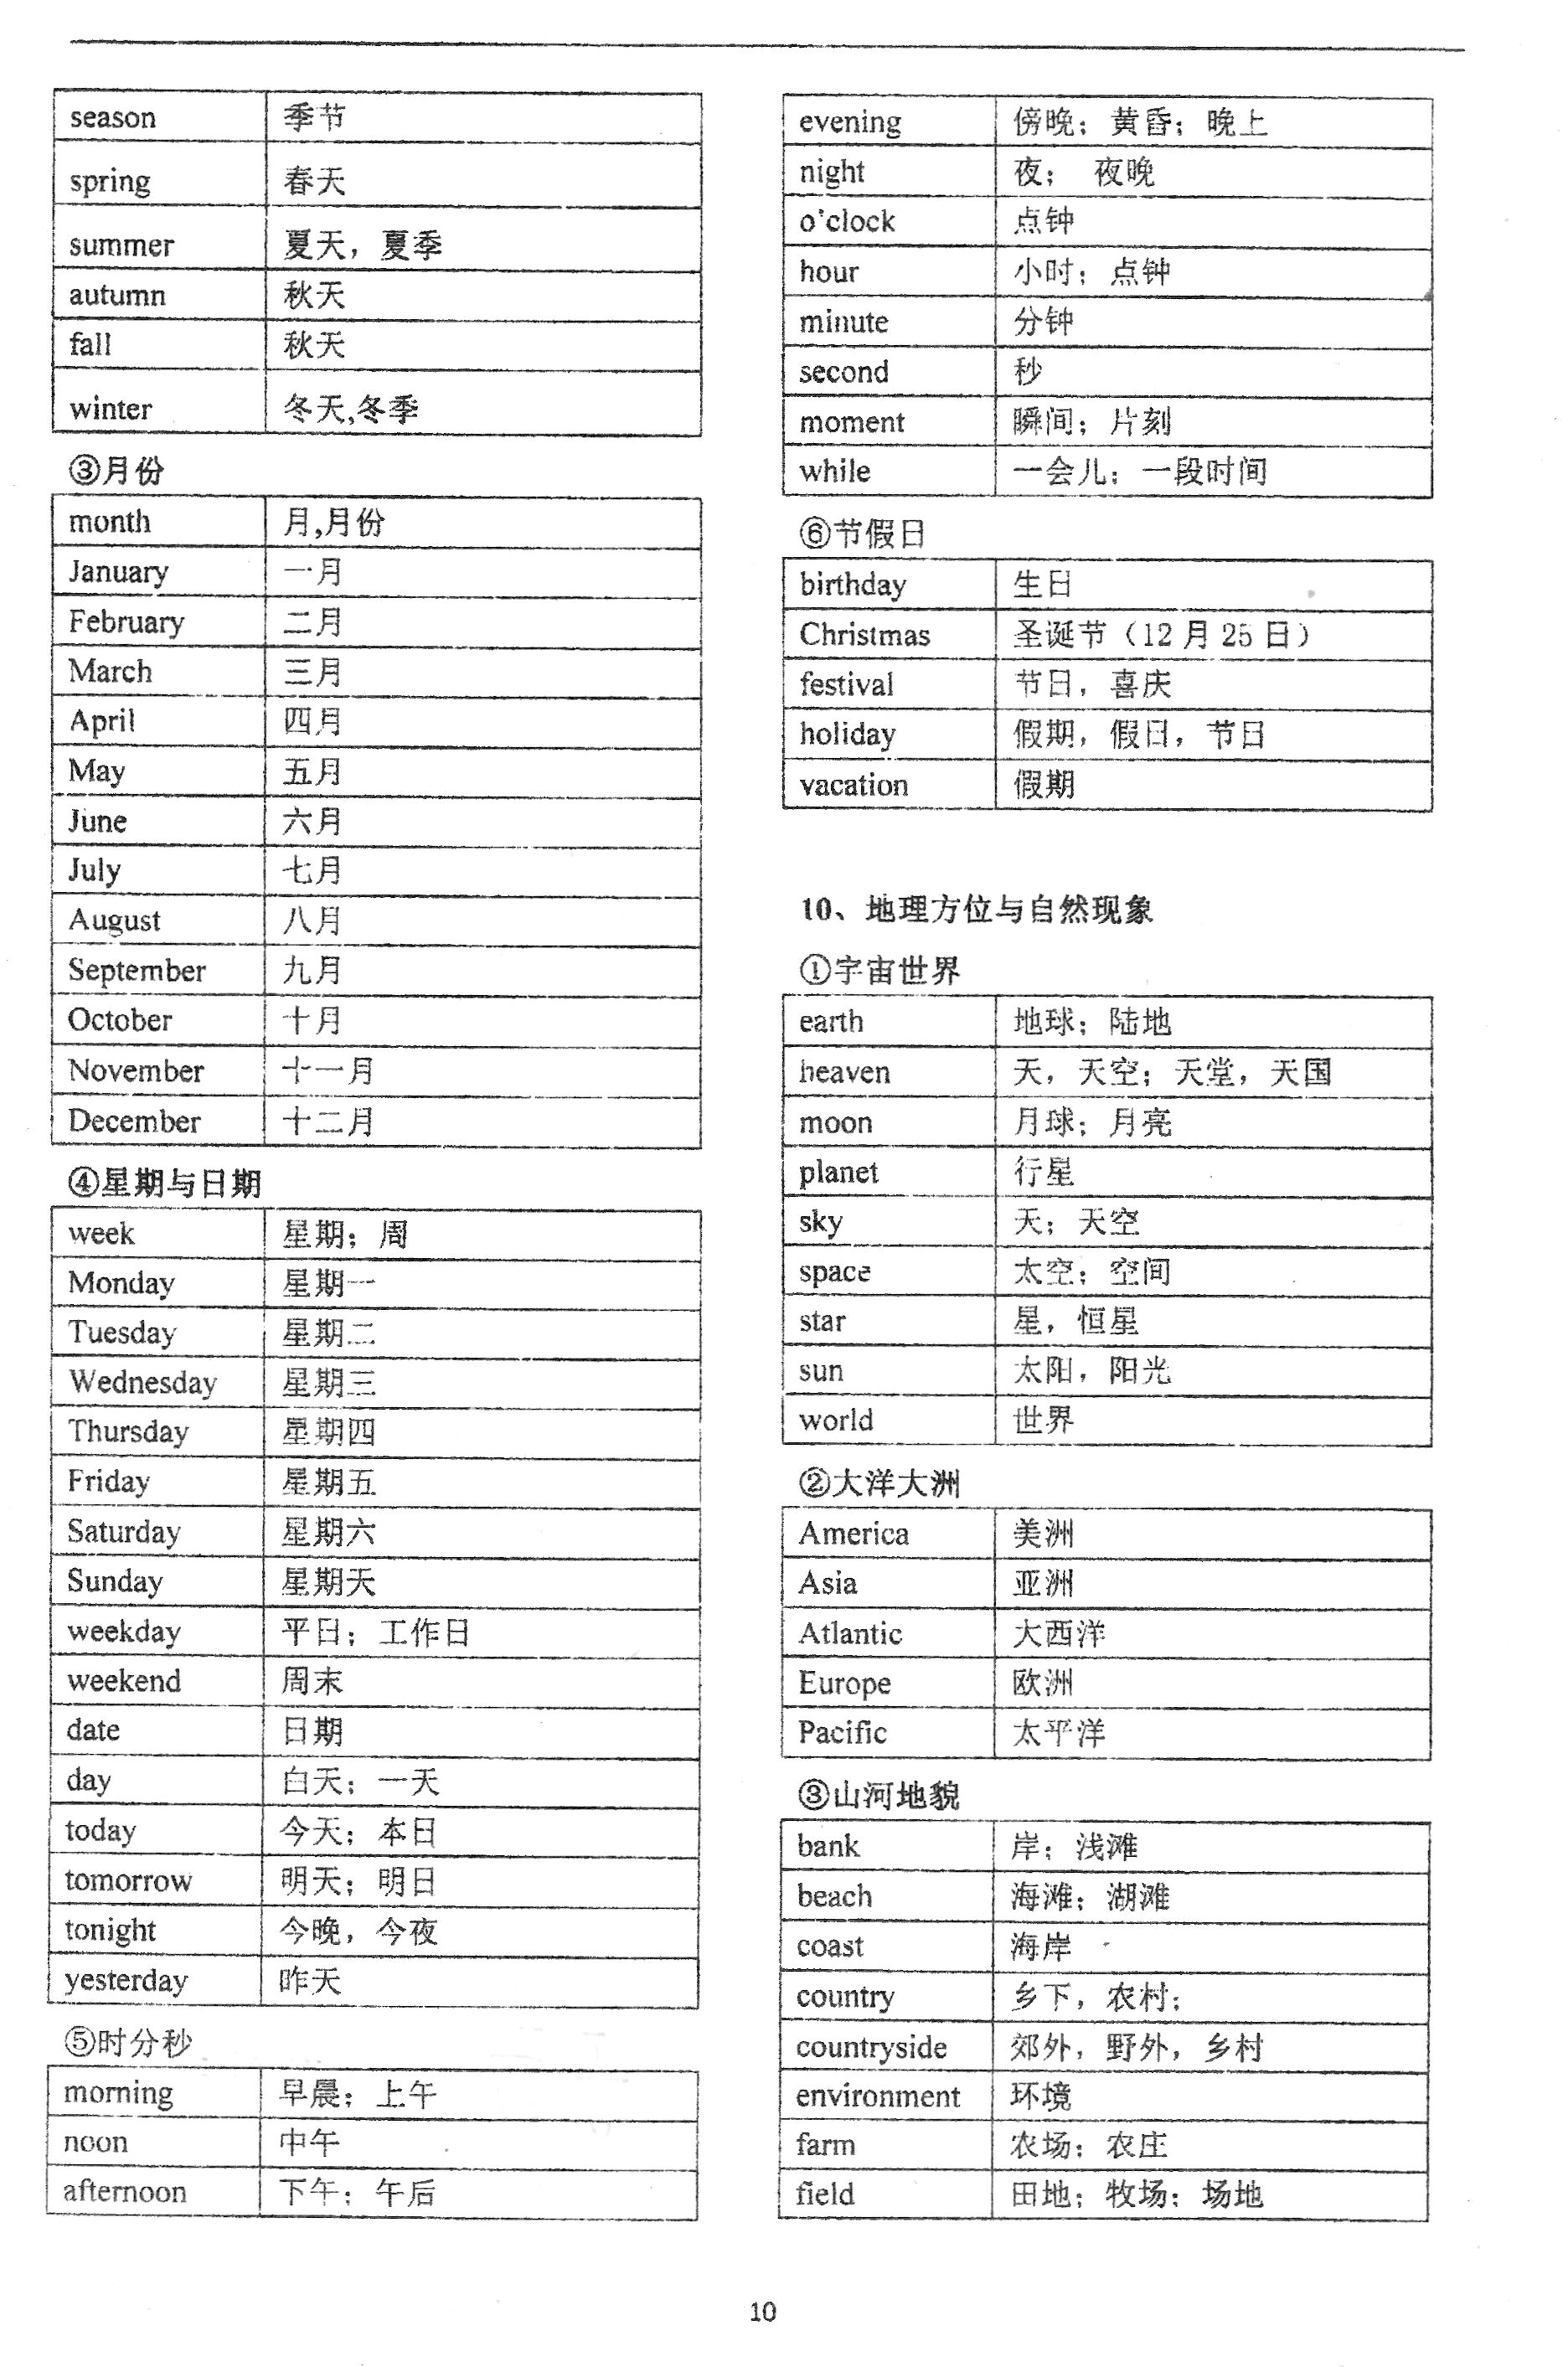 season 季节
spring 春天
summer 夏天，夏季
autumn 秋天
fall 秋天
winter 冬天,冬季
③月份
month 月,月份
January 一月
February 二月
March 三月
April 四月
May 五月
June 六月
July 七月
August 八月
September 九月
October 十月
November 十一月
December 十二月
④星期与日期
week 星期；周
Monday 星期一
Tuesday 星期二
Wednesday 星期三
Thursday 星期四
Friday 星期五
Saturday 星期六
Sunday 星期天
weekday 平日；工作日
weekend 周末
date 日期
day 白天；一天
today 今天；本日
tomorrow 明天；明日
tonight 今晚，今夜
yesterday 昨天
⑤时分秒
morning 早晨；上午
noon 中午
afternoon 下午；午后
evening 傍晚；黄昏；晚上
night 夜； 夜晚
o'clock 点钟
hour 小时；点钟
minute 分钟
second 秒
moment 瞬间；片刻
while 一会儿；一段时间
⑥节假日
birthday 生日
Christmas 圣诞节（12 月 25 日）
festival 节日，喜庆
holiday 假期，假日，节日
vacation 假期
10、地理方位与自然现象
①宇宙世界
earth 地球；陆地
heaven 天，天空；天堂，天国
moon 月球；月亮
planet 行星
sky 天；天空
space 太空；空间
star 星，恒星
sun 太阳，阳光
world 世界
②大洋大洲
America 美洲
Asia 亚洲
Atlantic 大西洋
Europe 欧洲
Pacific 太平洋
③山河地貌
bank 岸；浅滩
beach 海滩；湖滩
coast 海岸
country 乡下，农村；
countryside 郊外，野外，乡村
environment 环境
farm 农场；农庄
field 田地；牧场；场地
10